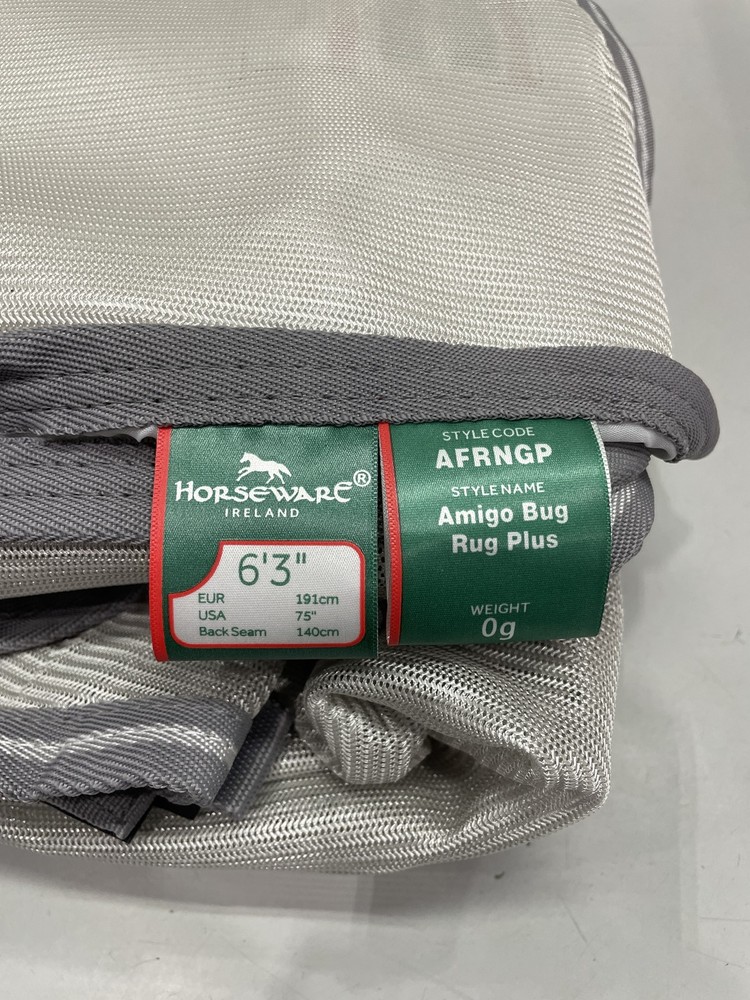 HORSEWARE®
IRELAND
6'3"
EUR 191cm
USA 75"
Back Seam 140cm
STYLE CODE
AFRNGP
STYLE NAME
Amigo Bug
Rug Plus
WEIGHT
0g